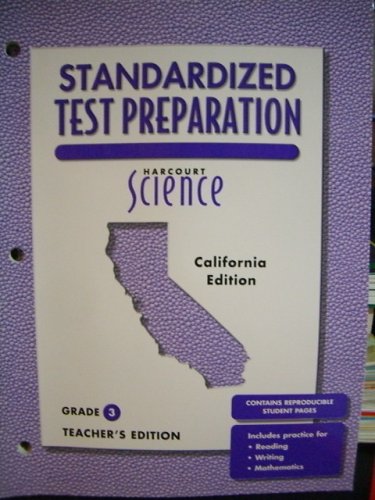 STANDARDIZED
TEST PREPARATION
HARCOURT
Science
California
Edition
GRADE 3
TEACHER'S EDITION
CONTAINS REPRODUCIBLE
STUDENT PAGES
Includes practice for
• Reading
• Writing
• Mathematics